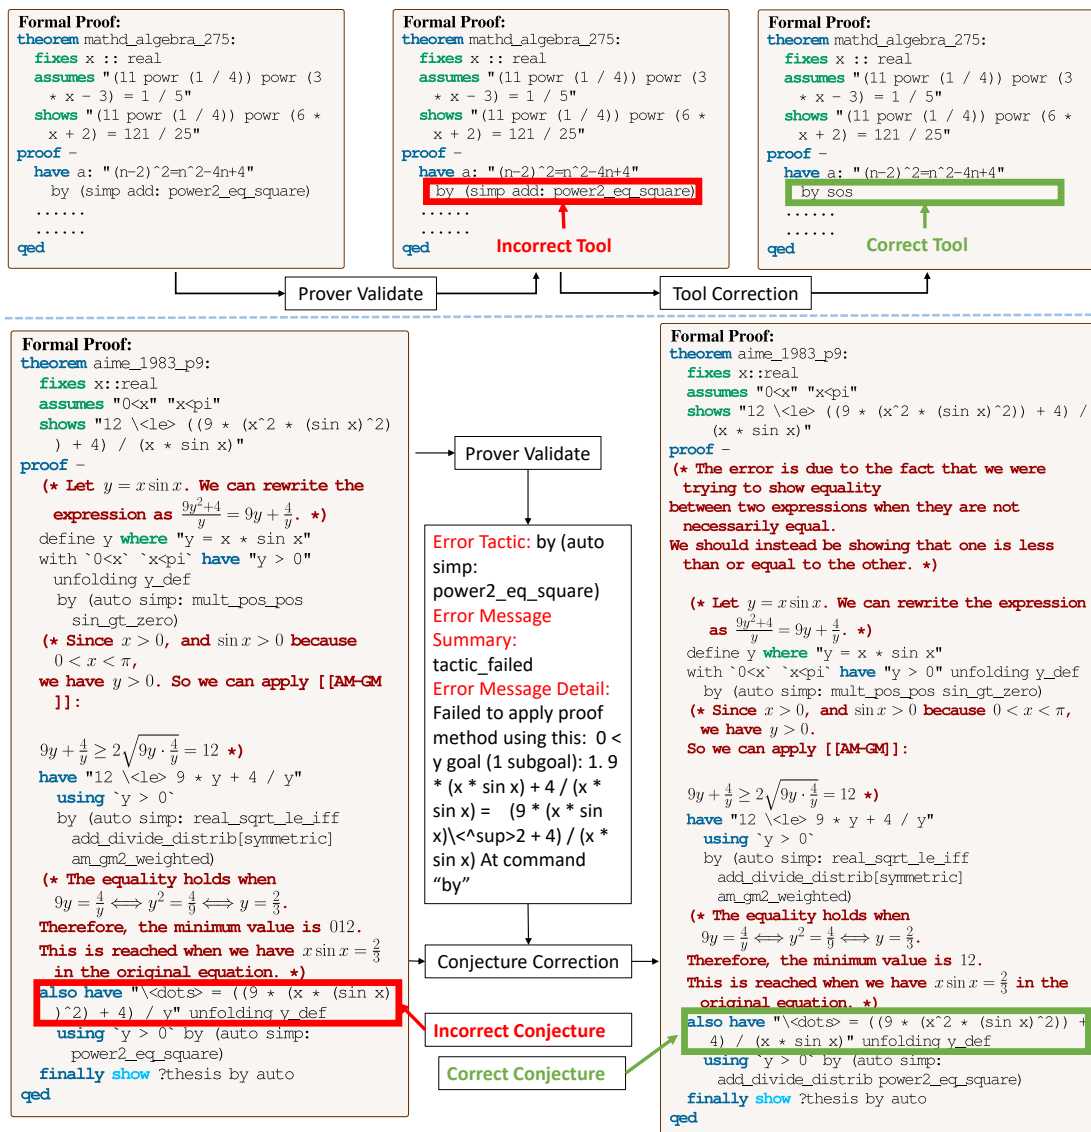 Formal Proof:
theorem mathd_algebra_275:
fixes x :: real
assumes "(11 powr (1 / 4)) powr (3
* x - 3) = 1 / 5"
shows "(11 powr (1 / 4)) powr (6 *
x + 2) = 121 / 25"
proof -
have a: "(n-2)^2=n^2-4n+4"
by (simp add: power2_eq_square)
......
......
qed
Formal Proof:
theorem mathd_algebra_275:
fixes x :: real
assumes "(11 powr (1 / 4)) powr (3
* x - 3) = 1 / 5"
shows "(11 powr (1 / 4)) powr (6 *
x + 2) = 121 / 25"
proof -
have a: "(n-2)^2=n^2-4n+4"
by (simp add: power2_eq_square)
......
......
Incorrect Tool
qed
Formal Proof:
theorem mathd_algebra_275:
fixes x :: real
assumes "(11 powr (1 / 4)) powr (3
* x - 3) = 1 / 5"
shows "(11 powr (1 / 4)) powr (6 *
x + 2) = 121 / 25"
proof -
have a: "(n-2)^2=n^2-4n+4"
by sos
......
......
Correct Tool
qed
Prover Validate
Tool Correction
Formal Proof:
theorem aime_1983_p9:
fixes x::real
assumes "0<x" "x<pi"
shows "12 \<le> ((9 * (x^2 * (sin x)^2)
) + 4) / (x * sin x)"
proof -
(* Let y = x sin x. We can rewrite the
expression as \frac{9y^2+4}{y} = 9y + \frac{4}{y}. *)
define y where "y = x * sin x"
with `0<x` `x<pi` have "y > 0"
unfolding y_def
by (auto simp: mult_pos_pos
sin_gt_zero)
(* Since x > 0, and sin x > 0 because
0 < x < π,
we have y > 0. So we can apply [[AM-GM
]]:
9y + \frac{4}{y} ≥ 2\sqrt{9y · \frac{4}{y}} = 12 *)
have "12 \<le> 9 * y + 4 / y"
using `y > 0`
by (auto simp: real_sqrt_le_iff
add_divide_distrib[symmetric]
am_gm2_weighted)
(* The equality holds when
9y = \frac{4}{y} ⟺ y^2 = \frac{4}{9} ⟺ y = \frac{2}{3}.
Therefore, the minimum value is 012.
This is reached when we have x sin x = \frac{2}{3}
in the original equation. *)
also have "\<dots> = ((9 * (x * (sin x)
)^2) + 4) / y" unfolding y_def
using `y > 0` by (auto simp:
power2_eq_square)
finally show ?thesis by auto
qed
Prover Validate
Error Tactic: by (auto
simp:
power2_eq_square)
Error Message
Summary:
tactic_failed
Error Message Detail:
Failed to apply proof
method using this: 0 <
y goal (1 subgoal): 1. 9
* (x * sin x) + 4 / (x *
sin x) = (9 * (x * sin
x)\<^sup>2 + 4) / (x *
sin x) At command
“by”
Conjecture Correction
Incorrect Conjecture
Correct Conjecture
Formal Proof:
theorem aime_1983_p9:
fixes x::real
assumes "0<x" "x<pi"
shows "12 \<le> ((9 * (x^2 * (sin x)^2)) + 4) /
(x * sin x)"
proof -
(* The error is due to the fact that we were
trying to show equality
between two expressions when they are not
necessarily equal.
We should instead be showing that one is less
than or equal to the other. *)
(* Let y = x sin x. We can rewrite the expression
as \frac{9y^2+4}{y} = 9y + \frac{4}{y}. *)
define y where "y = x * sin x"
with `0<x` `x<pi` have "y > 0" unfolding y_def
by (auto simp: mult_pos_pos sin_gt_zero)
(* Since x > 0, and sin x > 0 because 0 < x < π,
we have y > 0.
So we can apply [[AM-GM]]:
9y + \frac{4}{y} ≥ 2\sqrt{9y · \frac{4}{y}} = 12 *)
have "12 \<le> 9 * y + 4 / y"
using `y > 0`
by (auto simp: real_sqrt_le_iff
add_divide_distrib[symmetric]
am_gm2_weighted)
(* The equality holds when
9y = \frac{4}{y} ⟺ y^2 = \frac{4}{9} ⟺ y = \frac{2}{3}.
Therefore, the minimum value is 12.
This is reached when we have x sin x = \frac{2}{3} in the
original equation. *)
also have "\<dots> = ((9 * (x^2 * (sin x)^2)) +
4) / (x * sin x)" unfolding y_def
using `y > 0` by (auto simp:
add_divide_distrib power2_eq_square)
finally show ?thesis by auto
qed